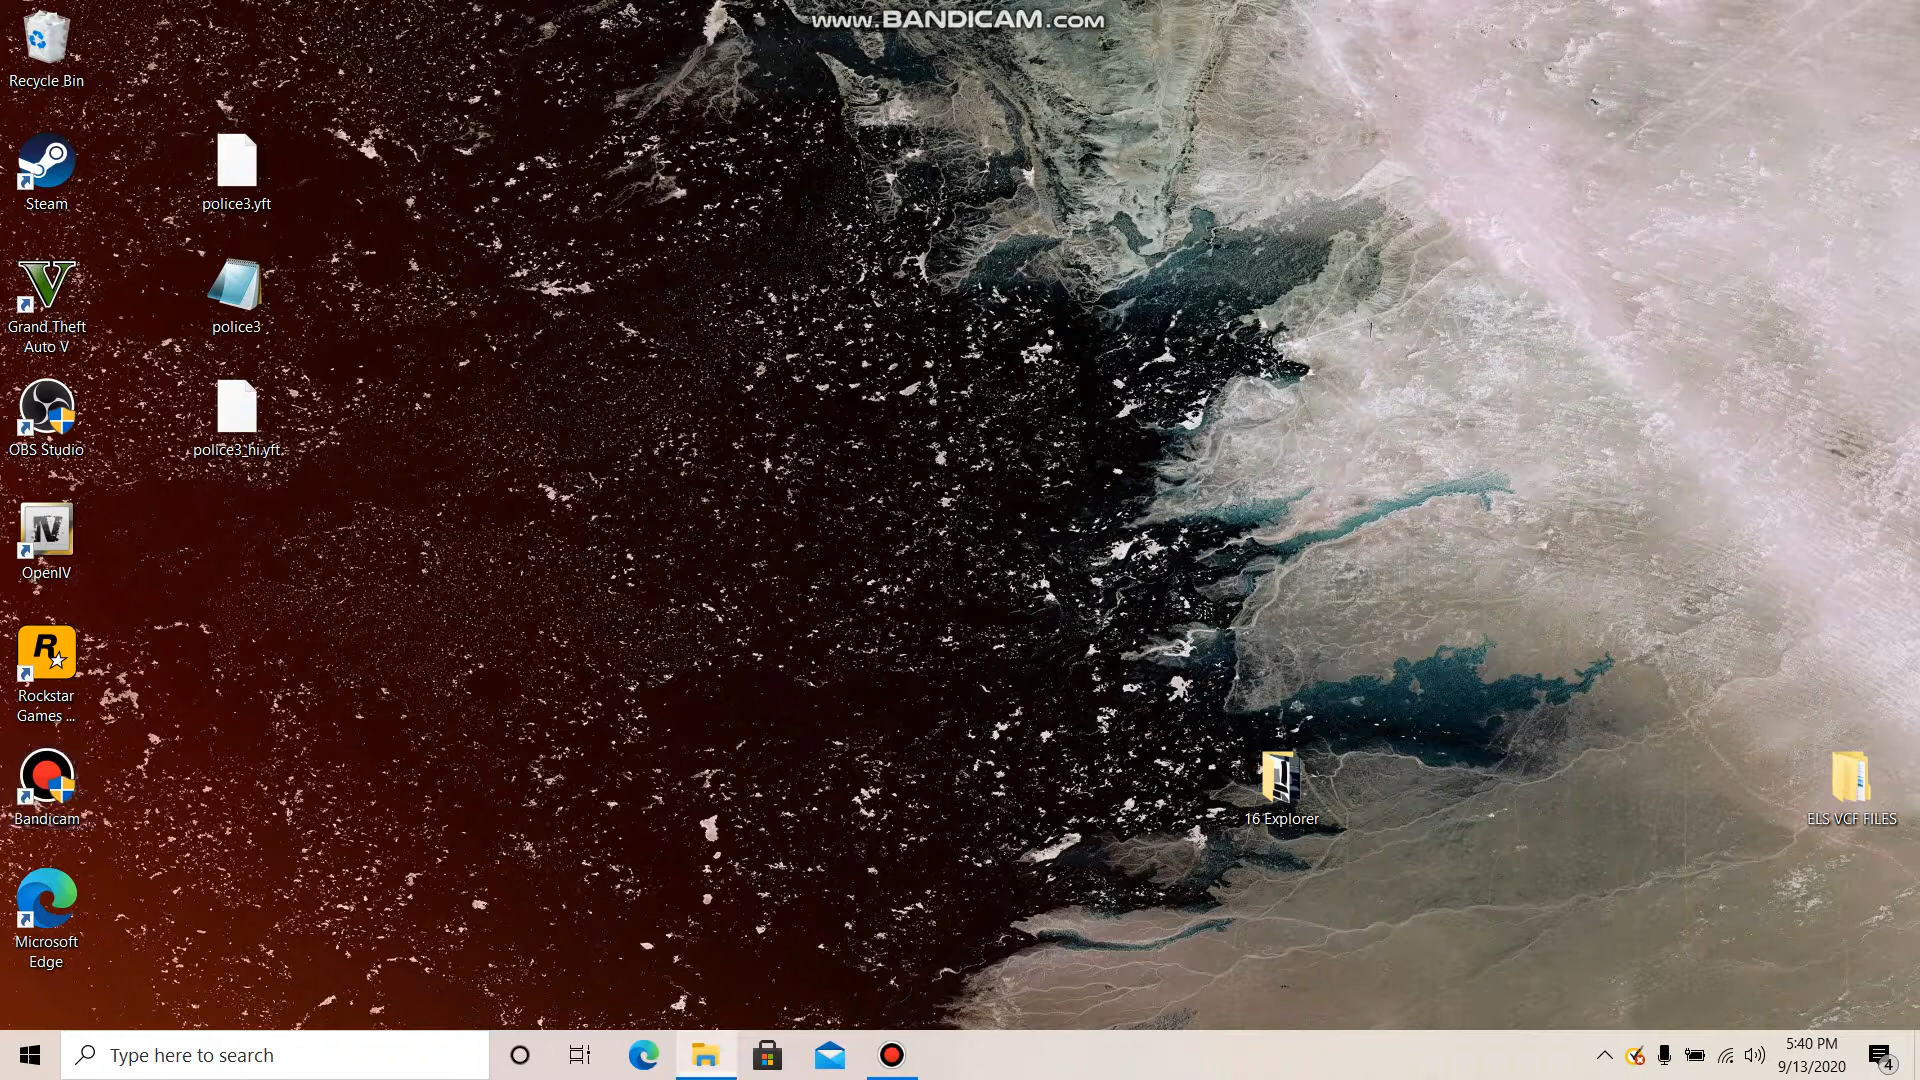 www.BANDICAM.com
Recycle Bin
Steam
police3.yft
Grand Theft
Auto V
police3
OBS Studio
police3_hi.yft
OpenIV
Rockstar
Games ...
Bandicam
16 Explorer
ELS VCF FILES
Microsoft
Edge
Type here to search
5:40 PM
9/13/2020
4